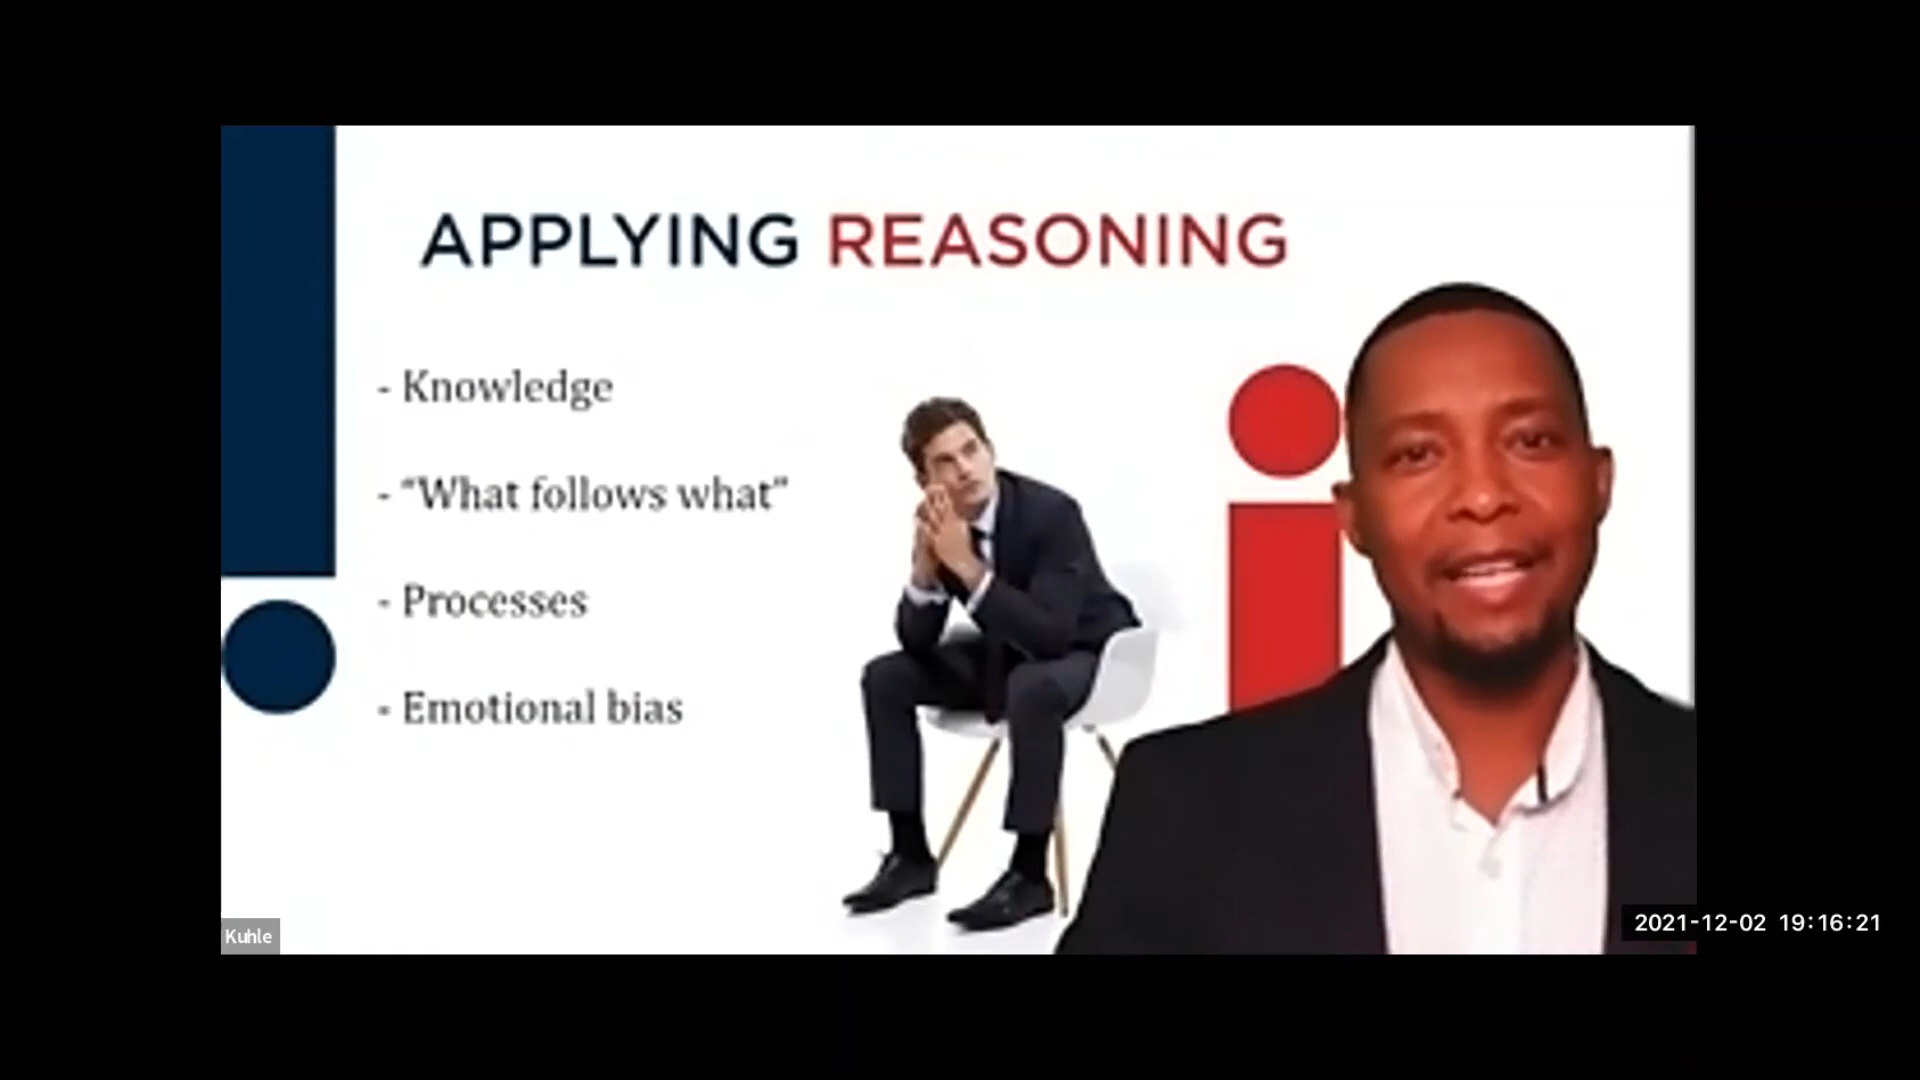 APPLYING REASONING
- Knowledge
- “What follows what”
- Processes
- Emotional bias
Kuhle
2021-12-02 19:16:21